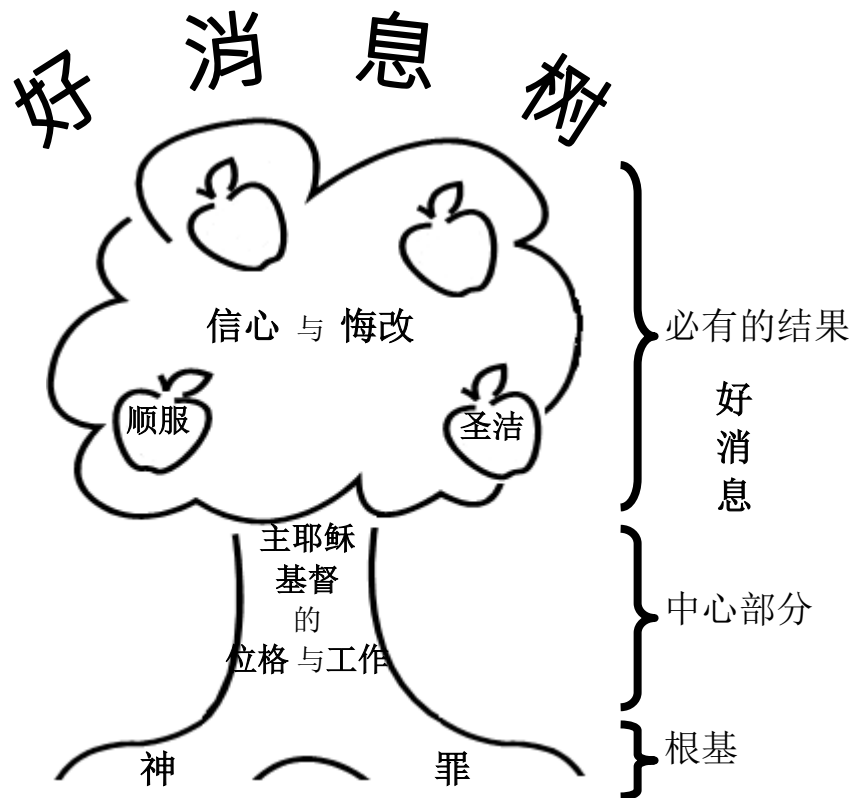 好消息树
信心 与 悔改
必有的结果
顺服
圣洁
好
消
息
主耶稣
基督
的
位格 与 工作
中心部分
神
罪
根基